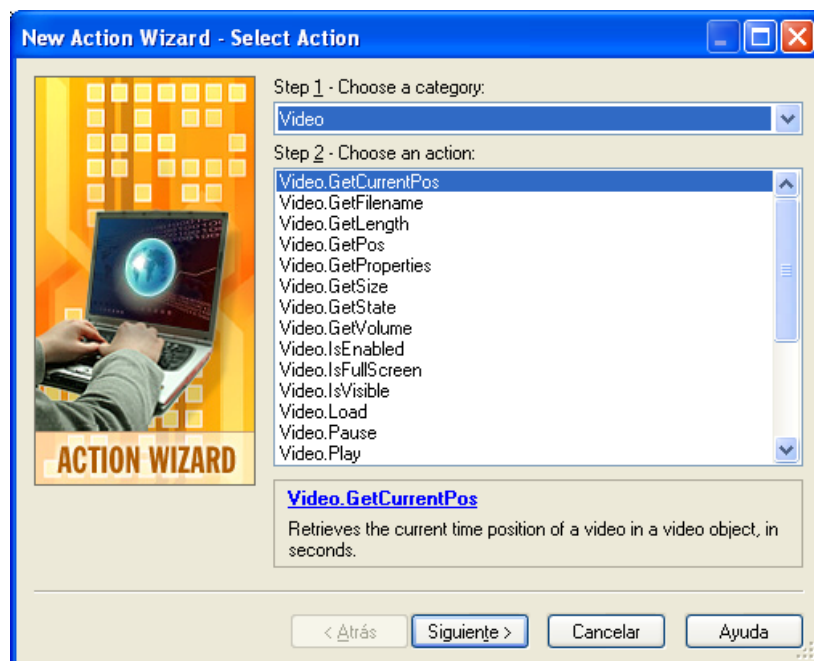 New Action Wizard - Select Action
Step 1 - Choose a category:
Video
Step 2 - Choose an action:
Video.GetCurrentPos
Video.GetFilename
Video.GetLength
Video.GetPos
Video.GetProperties
Video.GetSize
Video.GetState
Video.GetVolume
Video.IsEnabled
Video.IsFullScreen
Video.IsVisible
Video.Load
Video.Pause
Video.Play
ACTION WIZARD
Video.GetCurrentPos
Retrieves the current time position of a video in a video object, in
seconds.
< Atrás
Siguiente >
Cancelar
Ayuda